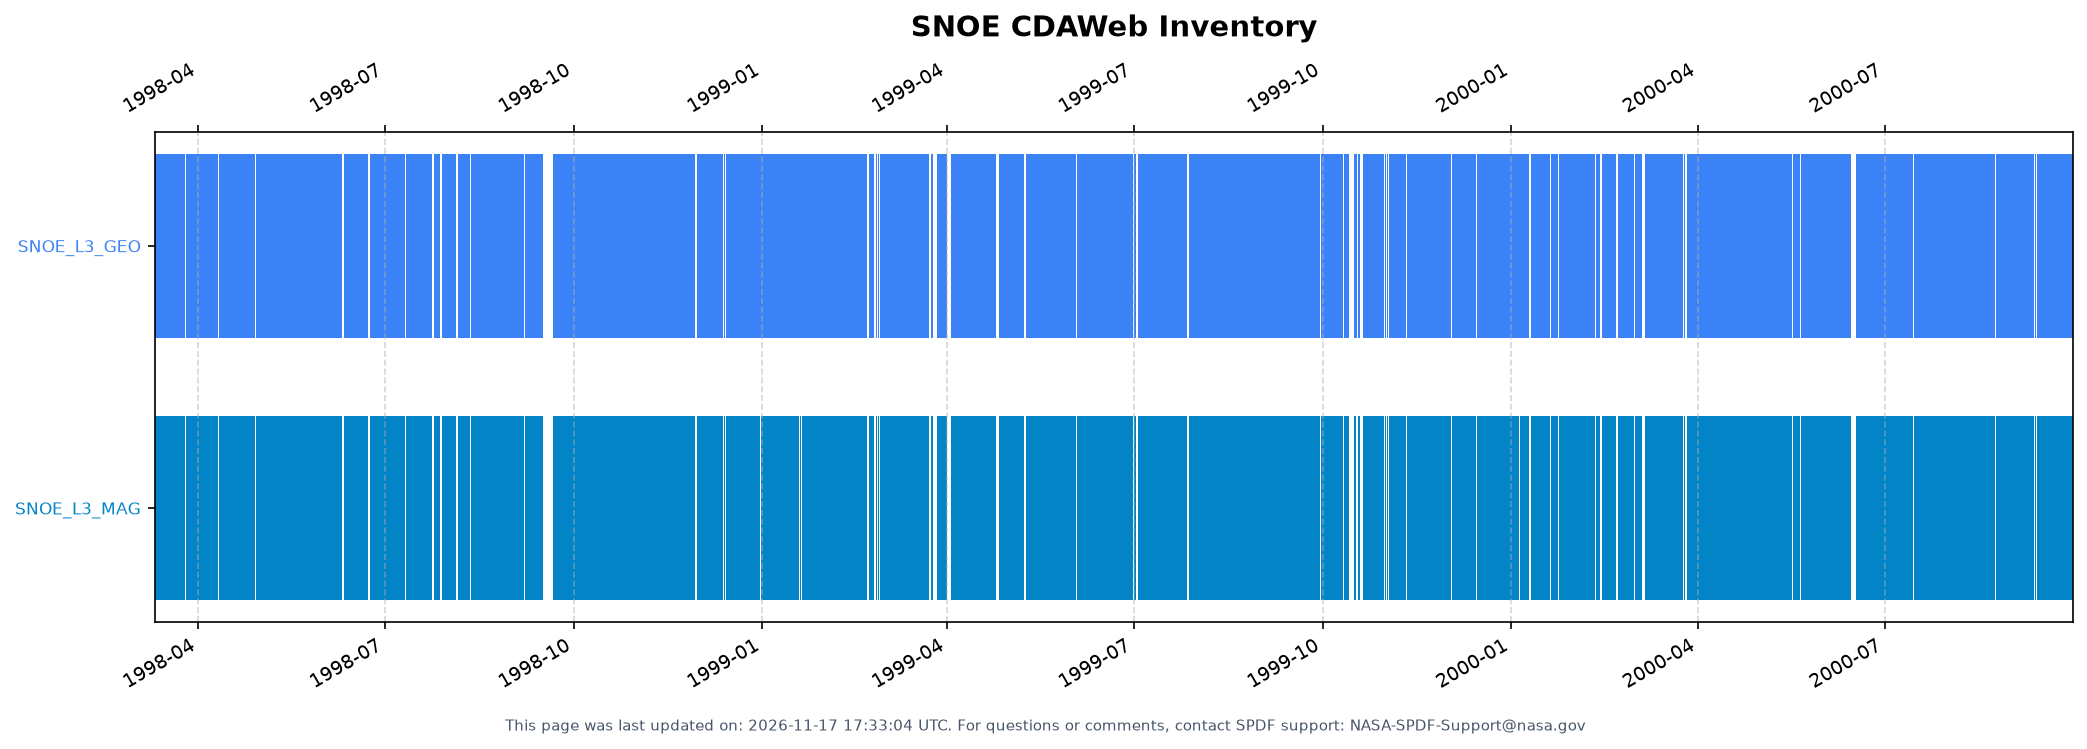 SNOE CDAWeb Inventory
1998-04 1998-07 1998-10 1999-01 1999-04 1999-07 1999-10 2000-01 2000-04 2000-07
SNOE_L3_GEO
SNOE_L3_MAG
1998-04 1998-07 1998-10 1999-01 1999-04 1999-07 1999-10 2000-01 2000-04 2000-07
This page was last updated on: 2026-11-17 17:33:04 UTC. For questions or comments, contact SPDF support: NASA-SPDF-Support@nasa.gov